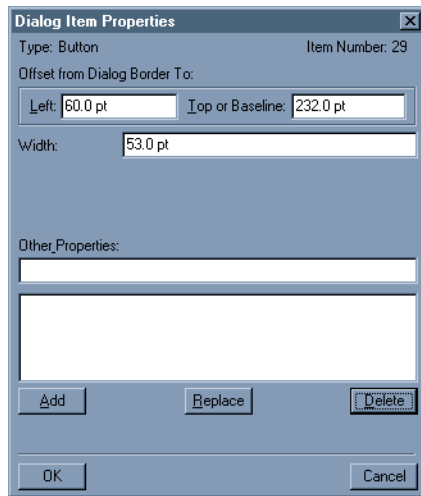 Dialog Item Properties
Type: Button Item Number: 29
Offset from Dialog Border To:
Left: 60.0 pt Top or Baseline: 232.0 pt
Width: 53.0 pt
Other Properties:
Add Replace Delete
OK Cancel